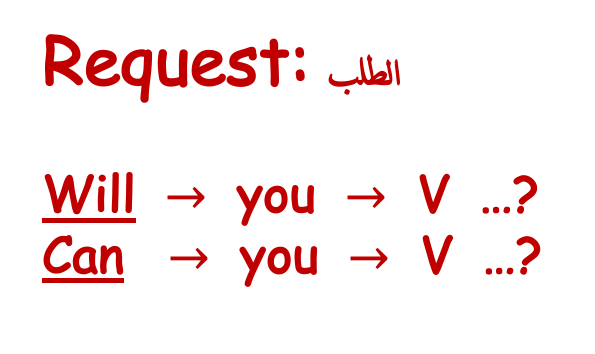 Request: الطلب
Will → you → V ...?
Can → you → V ...?